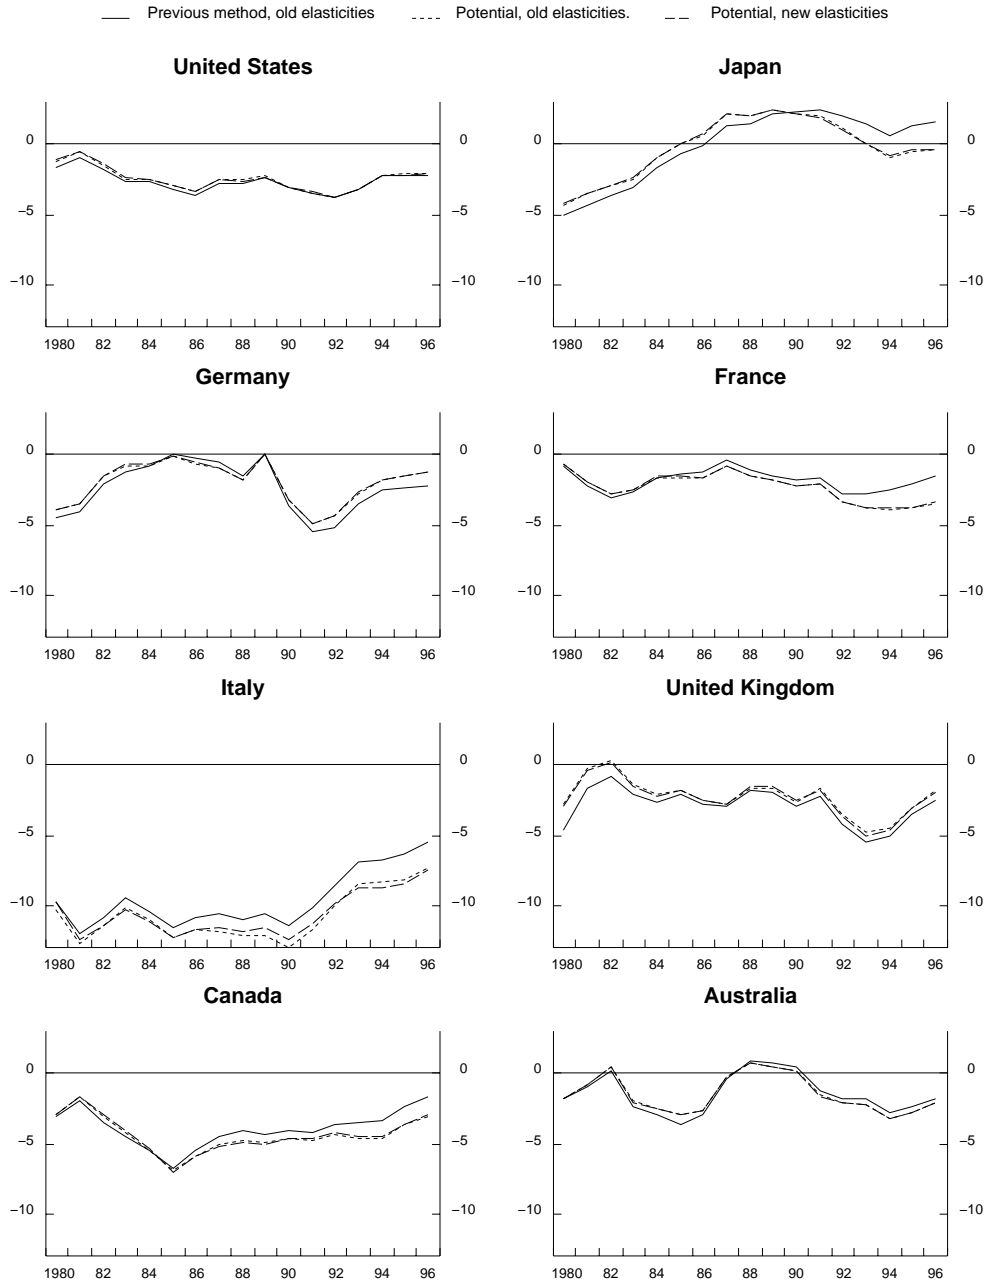 Previous method, old elasticities Potential, old elasticities. Potential, new elasticities
United States Japan
0 0 0 0
–5 –5 –5 –5
–10 –10 –10 –10
1980 82 84 86 88 90 92 94 96 1980 82 84 86 88 90 92 94 96
Germany France
0 0 0 0
–5 –5 –5 –5
–10 –10 –10 –10
1980 82 84 86 88 90 92 94 96 1980 82 84 86 88 90 92 94 96
Italy United Kingdom
0 0 0 0
–5 –5 –5 –5
–10 –10 –10 –10
1980 82 84 86 88 90 92 94 96 1980 82 84 86 88 90 92 94 96
Canada Australia
0 0 0 0
–5 –5 –5 –5
–10 –10 –10 –10
1980 82 84 86 88 90 92 94 96 1980 82 84 86 88 90 92 94 96